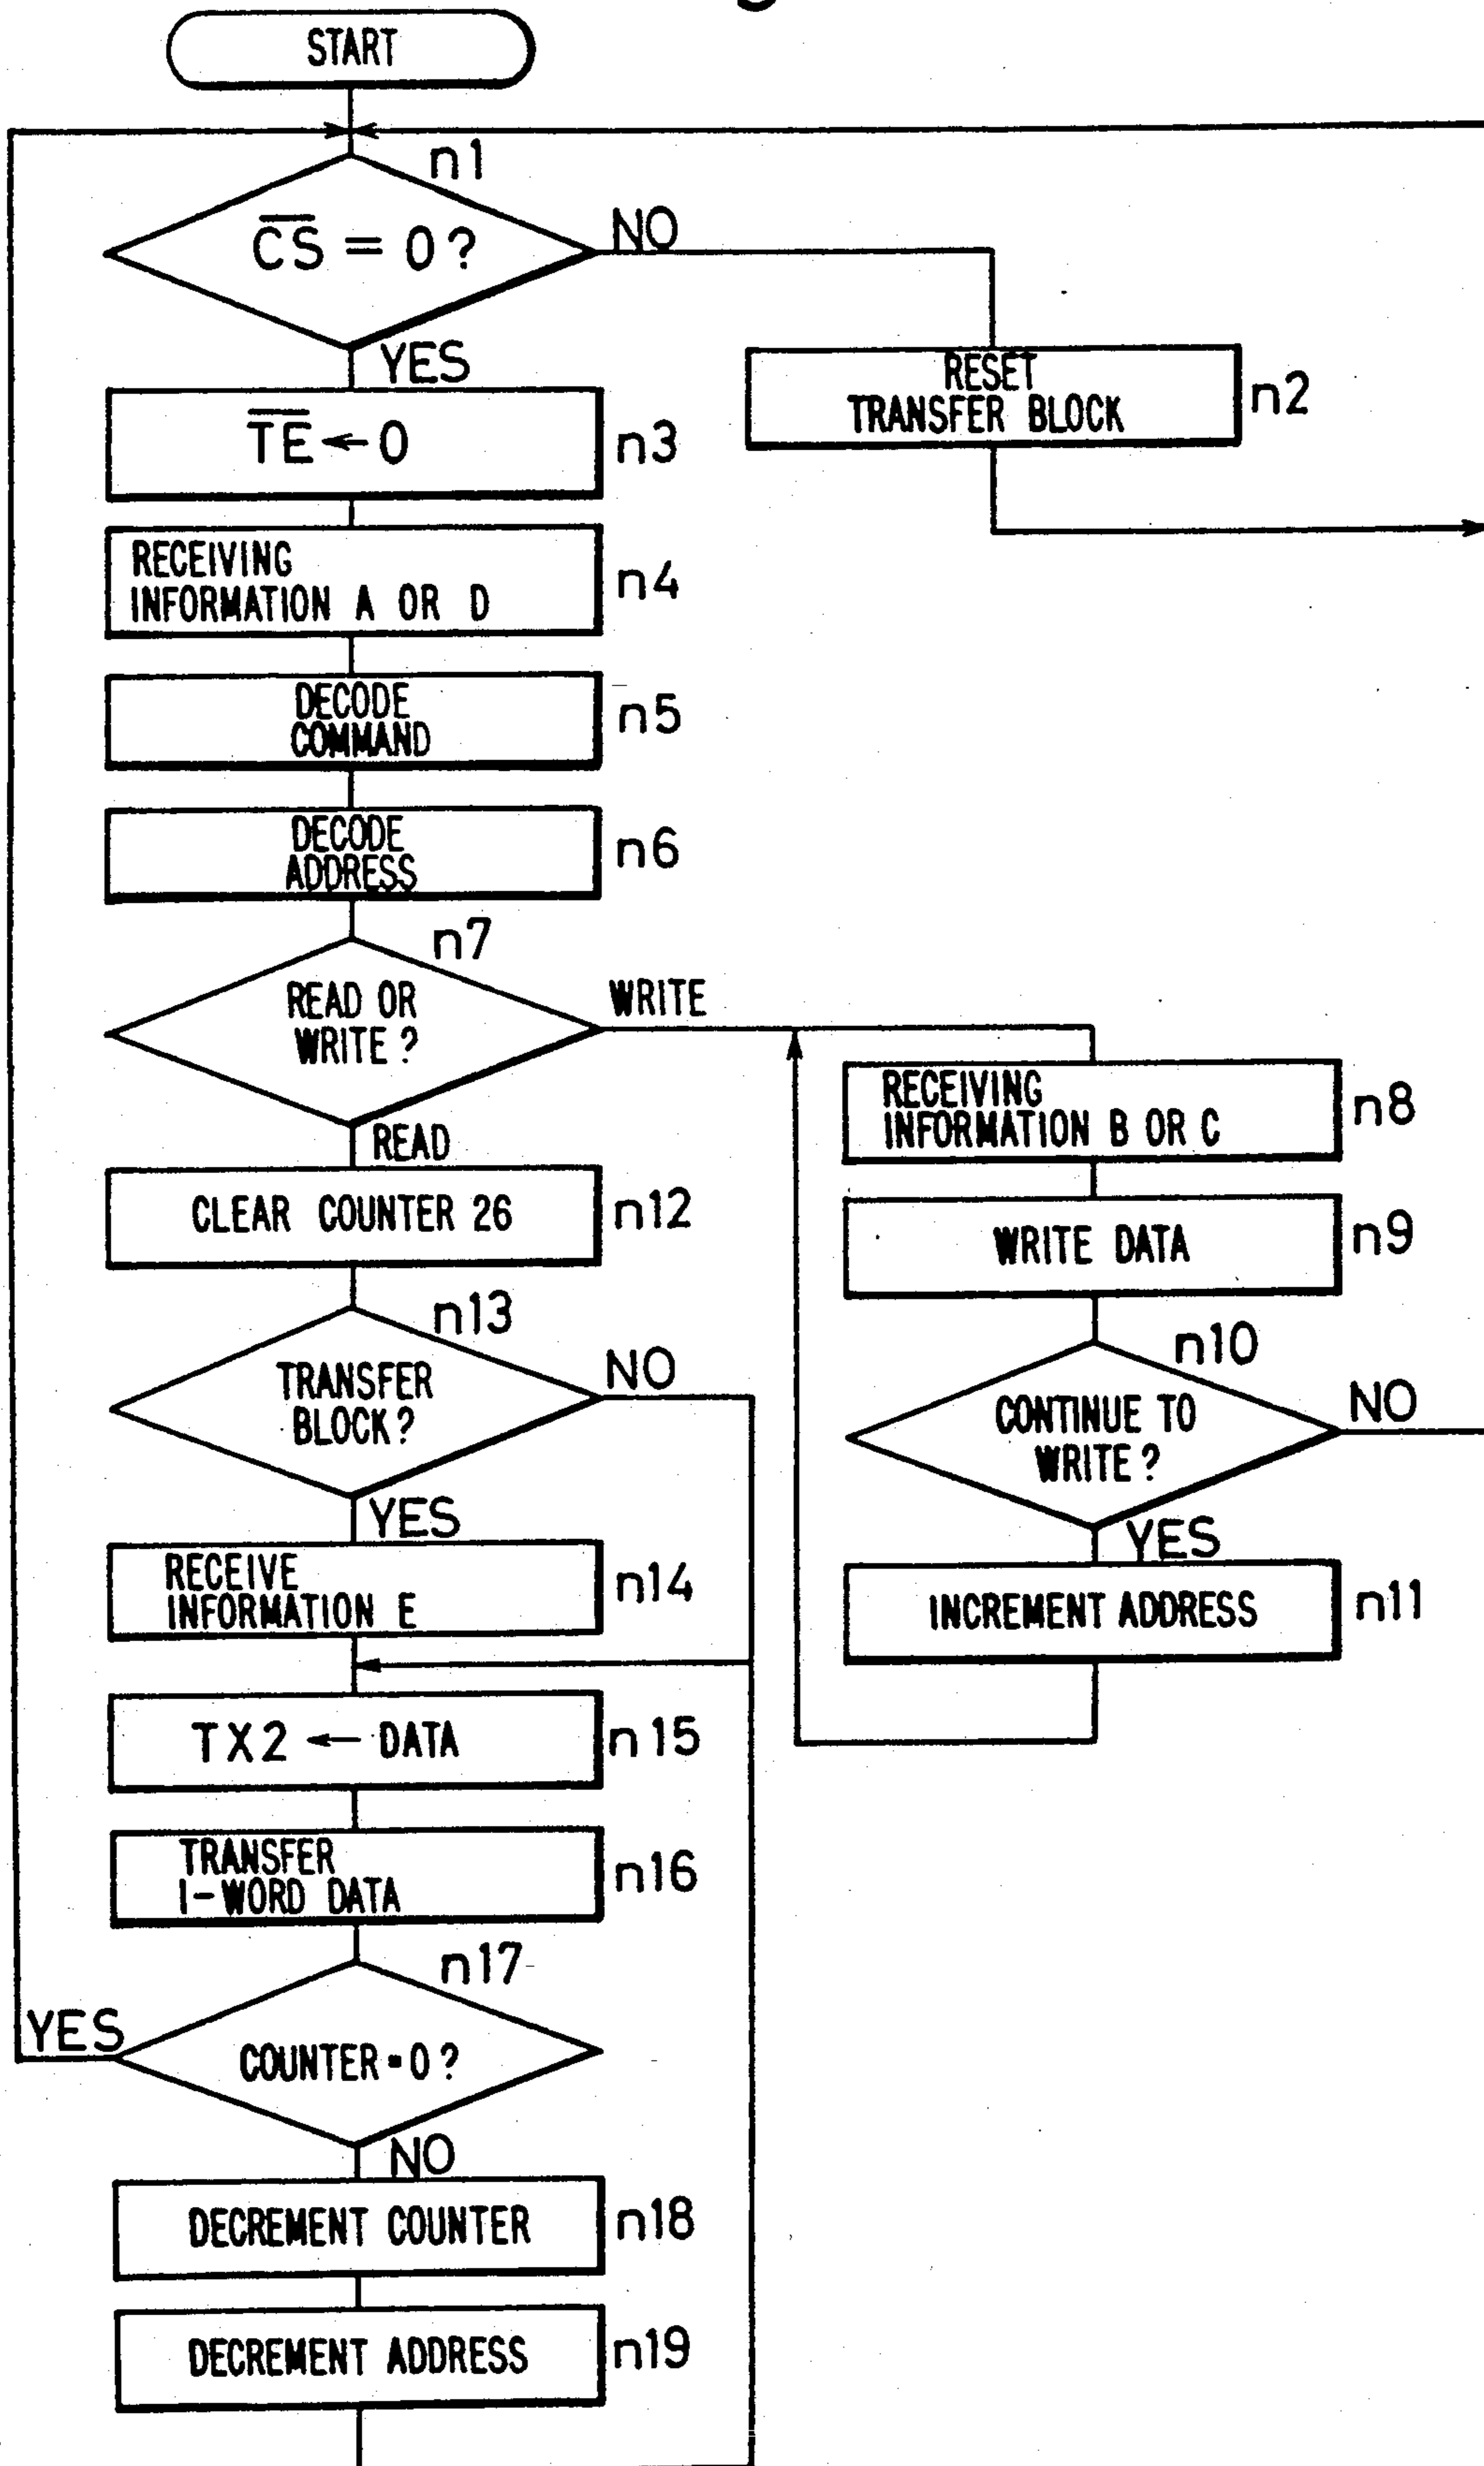 START
n1
C̅S̅ = 0?
NO
YES
RESET
TRANSFER BLOCK
n2
T̅E̅ ← 0
n3
RECEIVING
INFORMATION A OR D
n4
DECODE
COMMAND
n5
DECODE
ADDRESS
n6
n7
READ OR
WRITE?
WRITE
READ
RECEIVING
INFORMATION B OR C
n8
WRITE DATA
n9
n10
CONTINUE TO
WRITE?
NO
YES
INCREMENT ADDRESS
n11
CLEAR COUNTER 26
n12
n13
TRANSFER
BLOCK?
NO
YES
RECEIVE
INFORMATION E
n14
TX2 ← DATA
n15
TRANSFER
1-WORD DATA
n16
n17
YES
COUNTER=0?
NO
DECREMENT COUNTER
n18
DECREMENT ADDRESS
n19